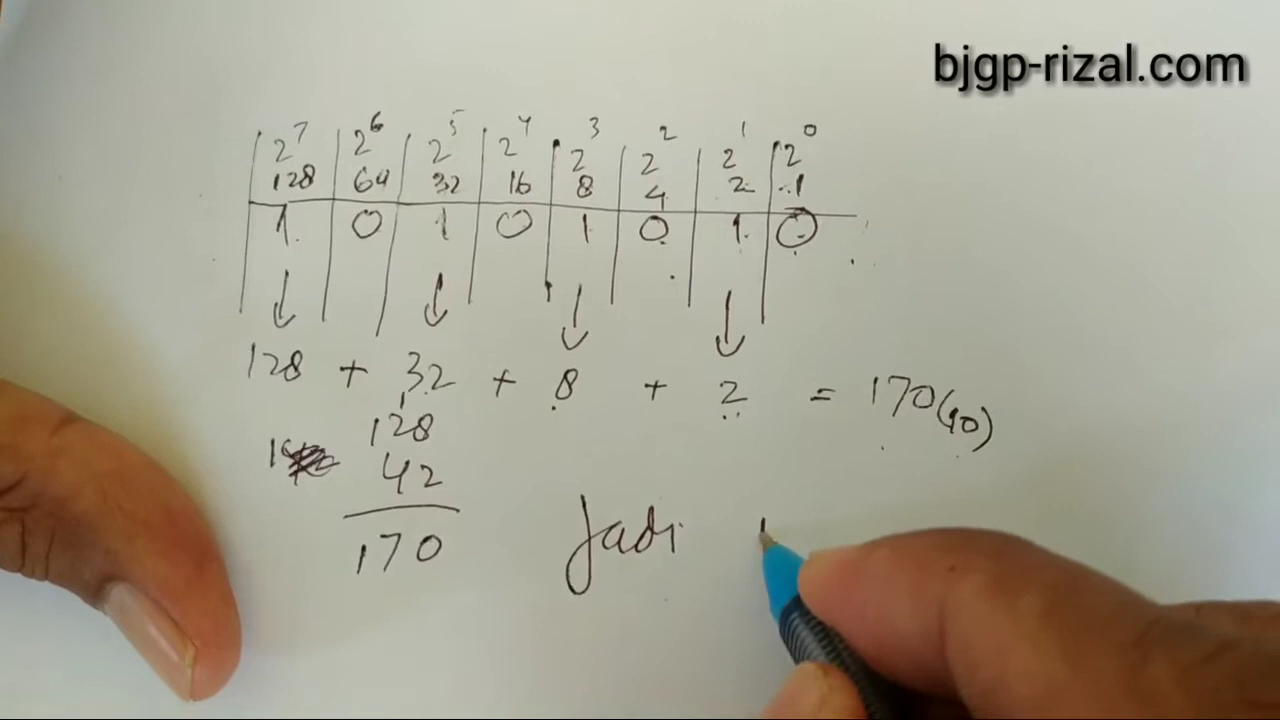 bjgp-rizal.com
2^7 2^6 2^5 2^4 2^3 2^2 2^1 2^0
128 64 32 16 8 4 2 1
1 0 1 0 1 0 1 0
128 + 32 + 8 + 2 = 170(10)
1
128
42
170
Jadi